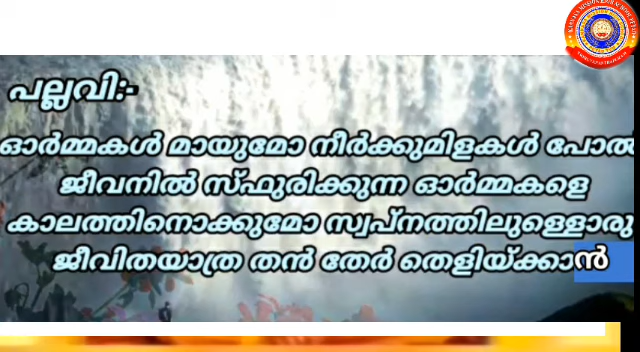 പല്ലവി:-
ഓർമ്മകൾ മായുമോ നീർക്കുമിളകൾ പോൽ
ജീവനിൽ സ്ഫുരിക്കുന്ന ഓർമ്മകളെ
കാലത്തിനൊക്കുമോ സ്വപ്നത്തിലുള്ളൊരു
ജീവിതയാത്ര തൻ തേർ തെളിയ്ക്കാൻ